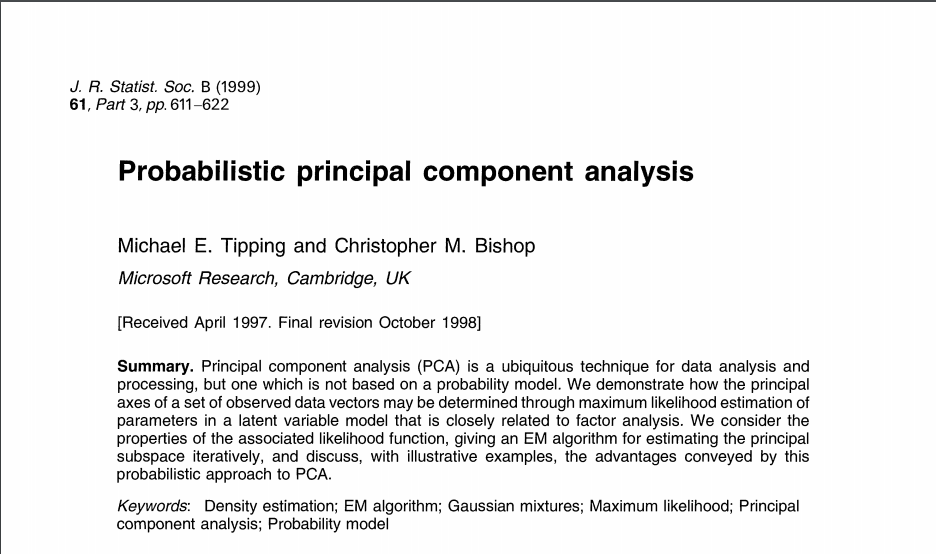 J. R. Statist. Soc. B (1999)
61, Part 3, pp. 611–622
Probabilistic principal component analysis
Michael E. Tipping and Christopher M. Bishop
Microsoft Research, Cambridge, UK
[Received April 1997. Final revision October 1998]
Summary. Principal component analysis (PCA) is a ubiquitous technique for data analysis and
processing, but one which is not based on a probability model. We demonstrate how the principal
axes of a set of observed data vectors may be determined through maximum likelihood estimation of
parameters in a latent variable model that is closely related to factor analysis. We consider the
properties of the associated likelihood function, giving an EM algorithm for estimating the principal
subspace iteratively, and discuss, with illustrative examples, the advantages conveyed by this
probabilistic approach to PCA.
Keywords: Density estimation; EM algorithm; Gaussian mixtures; Maximum likelihood; Principal
component analysis; Probability model